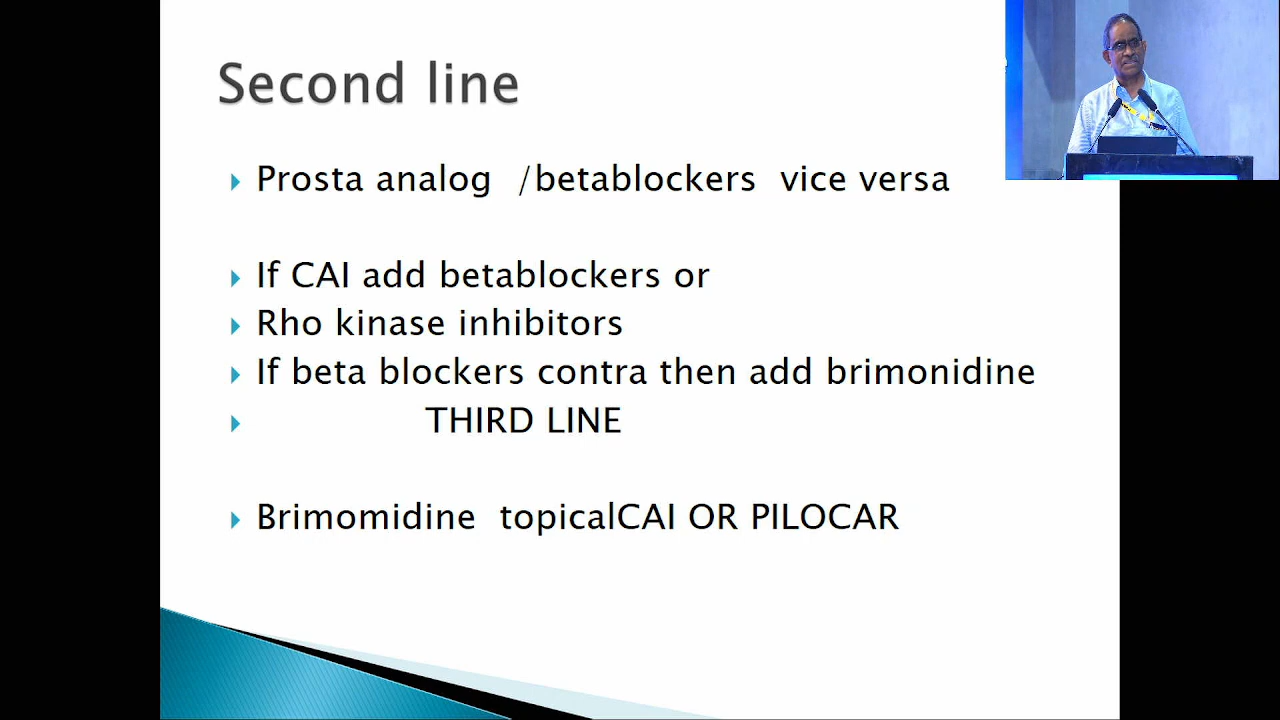 Second line
Prosta analog /betablockers vice versa
If CAI add betablockers or
Rho kinase inhibitors
If beta blockers contra then add brimonidine
THIRD LINE
Brimomidine topicalCAI OR PILOCAR